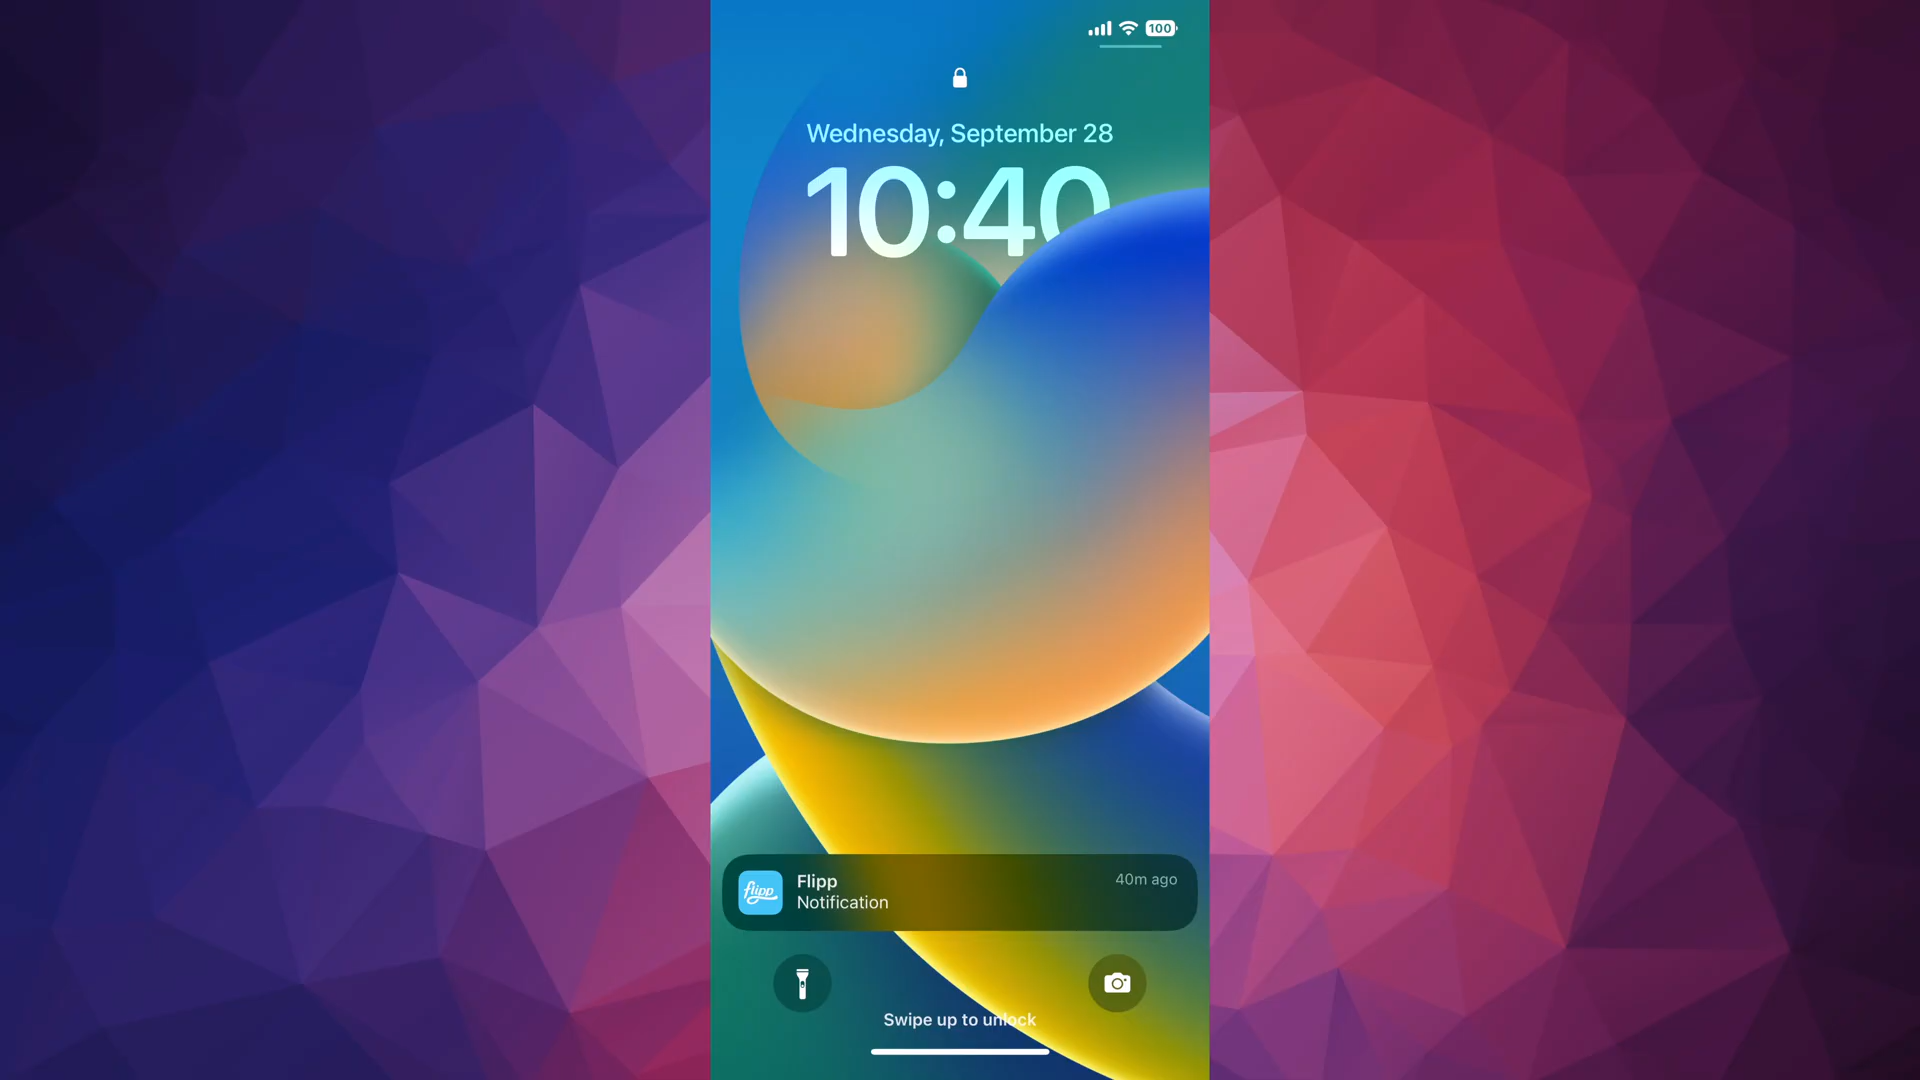 100
Wednesday, September 28
10:40
Flipp
40m ago
flipp
Notification
Swipe up to unlock